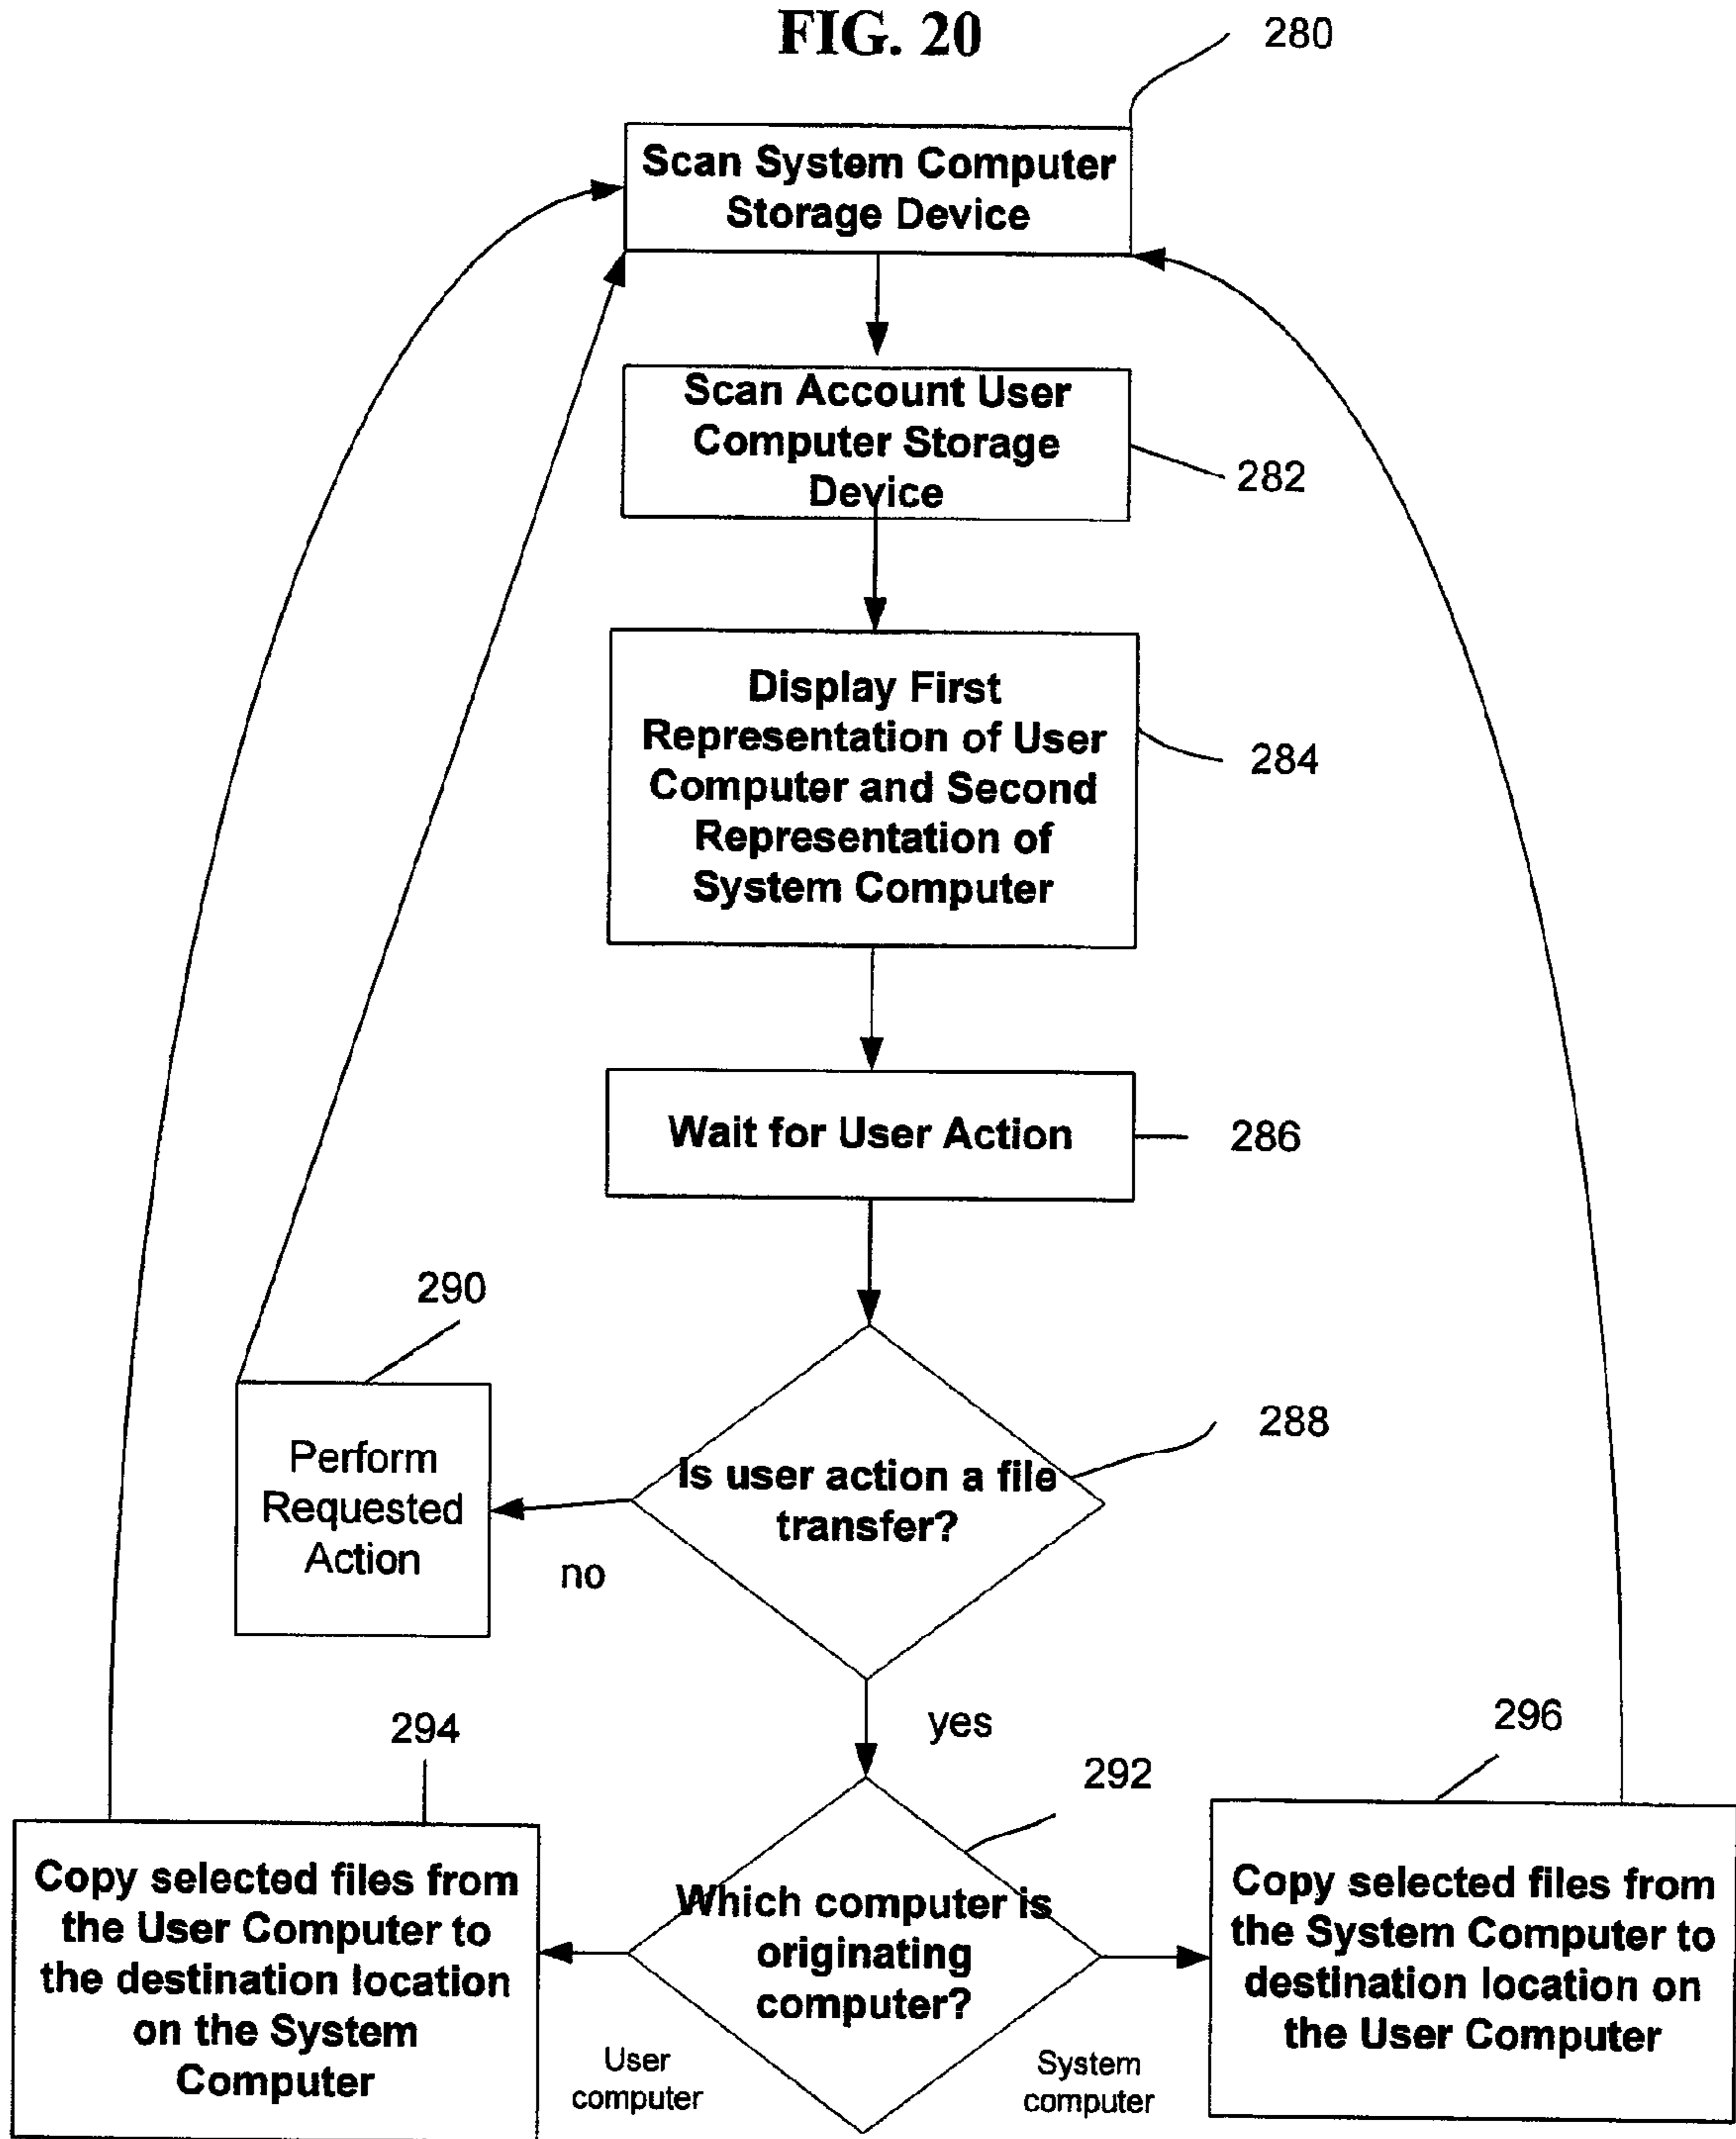 FIG. 20
280
Scan System Computer
Storage Device
Scan Account User
Computer Storage
Device
282
Display First
Representation of User
Computer and Second
Representation of
System Computer
284
Wait for User Action
286
290
Perform
Requested
Action
288
Is user action a file
transfer?
no
yes
294
292
296
Copy selected files from
the User Computer to
the destination location
on the System
Computer
Which computer is
originating
computer?
Copy selected files from
the System Computer to
destination location on
the User Computer
User
computer
System
computer